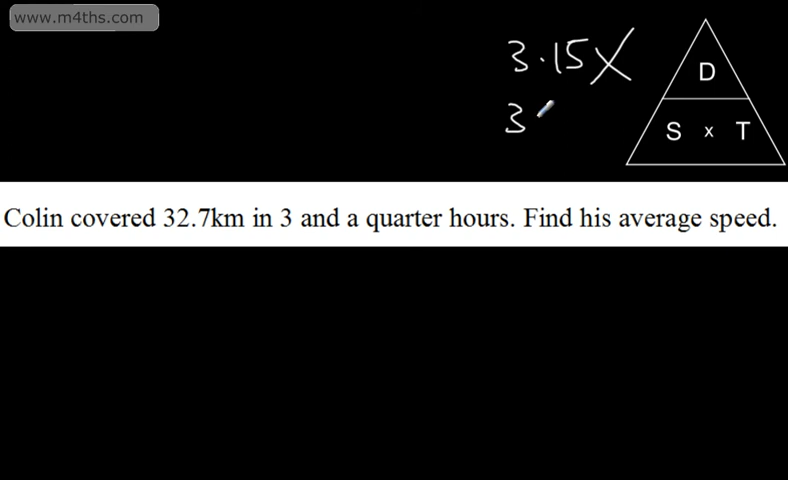 www.m4ths.com
3.15X
3
D
S x T
Colin covered 32.7km in 3 and a quarter hours. Find his average speed.